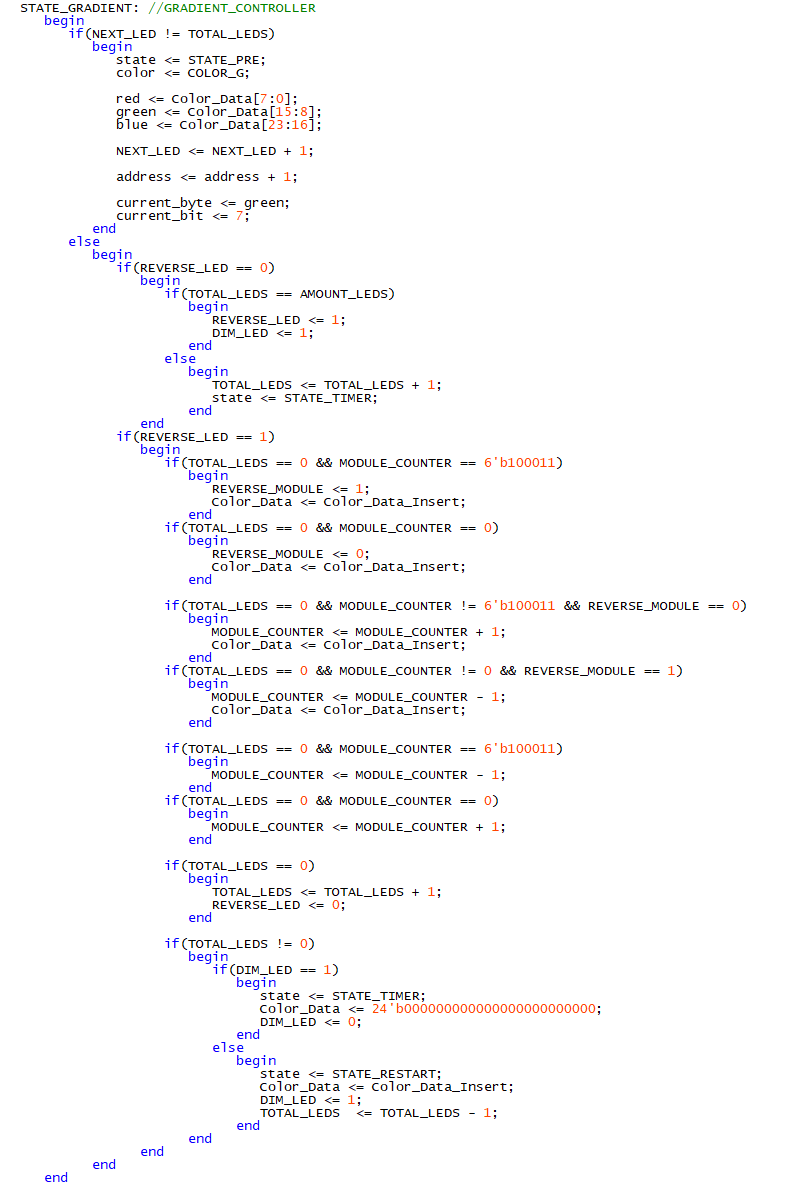 STATE_GRADIENT: //GRADIENT_CONTROLLER
begin
if(NEXT_LED != TOTAL_LEDS)
begin
state <= STATE_PRE;
color <= COLOR_G;
red <= Color_Data[7:0];
green <= Color_Data[15:8];
blue <= Color_Data[23:16];
NEXT_LED <= NEXT_LED + 1;
address <= address + 1;
current_byte <= green;
current_bit <= 7;
end
else
begin
if(REVERSE_LED == 0)
begin
if(TOTAL_LEDS == AMOUNT_LEDS)
begin
REVERSE_LED <= 1;
DIM_LED <= 1;
end
else
begin
TOTAL_LEDS <= TOTAL_LEDS + 1;
state <= STATE_TIMER;
end
end
if(REVERSE_LED == 1)
begin
if(TOTAL_LEDS == 0 && MODULE_COUNTER == 6'b100011)
begin
REVERSE_MODULE <= 1;
Color_Data <= Color_Data_Insert;
end
if(TOTAL_LEDS == 0 && MODULE_COUNTER == 0)
begin
REVERSE_MODULE <= 0;
Color_Data <= Color_Data_Insert;
end
if(TOTAL_LEDS == 0 && MODULE_COUNTER != 6'b100011 && REVERSE_MODULE == 0)
begin
MODULE_COUNTER <= MODULE_COUNTER + 1;
Color_Data <= Color_Data_Insert;
end
if(TOTAL_LEDS == 0 && MODULE_COUNTER != 0 && REVERSE_MODULE == 1)
begin
MODULE_COUNTER <= MODULE_COUNTER - 1;
Color_Data <= Color_Data_Insert;
end
if(TOTAL_LEDS == 0 && MODULE_COUNTER == 6'b100011)
begin
MODULE_COUNTER <= MODULE_COUNTER - 1;
end
if(TOTAL_LEDS == 0 && MODULE_COUNTER == 0)
begin
MODULE_COUNTER <= MODULE_COUNTER + 1;
end
if(TOTAL_LEDS == 0)
begin
TOTAL_LEDS <= TOTAL_LEDS + 1;
REVERSE_LED <= 0;
end
if(TOTAL_LEDS != 0)
begin
if(DIM_LED == 1)
begin
state <= STATE_TIMER;
Color_Data <= 24'b000000000000000000000000;
DIM_LED <= 0;
end
else
begin
state <= STATE_RESTART;
Color_Data <= Color_Data_Insert;
DIM_LED <= 1;
TOTAL_LEDS  <= TOTAL_LEDS - 1;
end
end
end
end
end